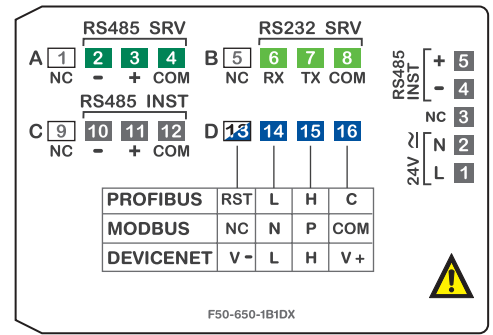 RS485 SRV
RS232 SRV
A 1 2 3 4
NC - + COM
B 5 6 7 8
NC RX TX COM
RS485 INST
C 9 10 11 12
NC - + COM
D 13 14 15 16
RS485 INST
+ 5
- 4
NC 3
24V
N 2
L 1
PROFIBUS RST L H C
MODBUS NC N P COM
DEVICENET V- L H V+
F50-650-1B1DX